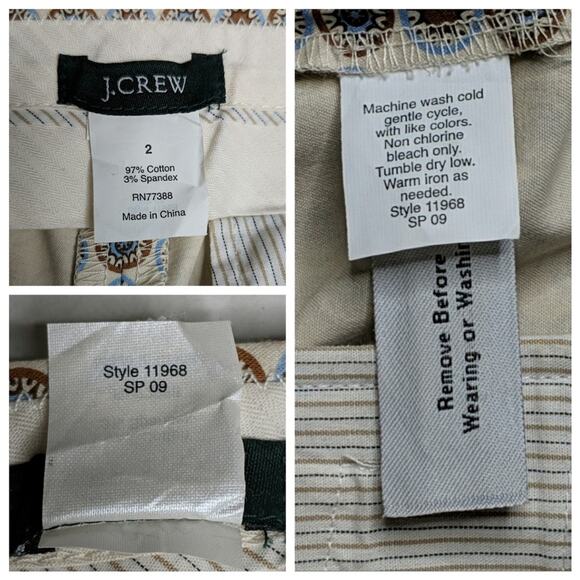 J.CREW
2
97% Cotton
3% Spandex
RN77388
Made in China
Style 11968
SP 09
Machine wash cold
gentle cycle,
with like colors.
Non chlorine
bleach only.
Tumble dry low.
Warm iron as
needed.
Style 11968
SP 09
Remove Before
Wearing or Washin